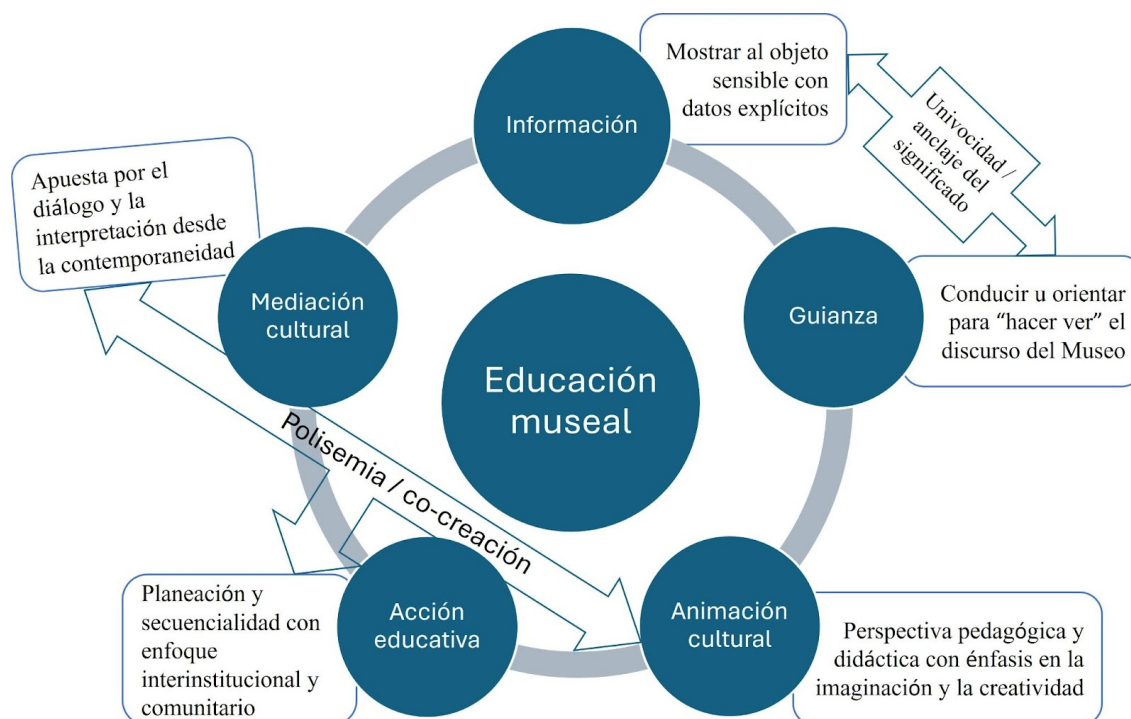 Información
Mostrar al objeto
sensible con
datos explícitos
Univocidad /
anclaje del
significado
Guianza
Conducir u orientar
para “hacer ver” el
discurso del Museo
Animación
cultural
Perspectiva pedagógica y
didáctica con énfasis en la
imaginación y la creatividad
Acción
educativa
Planeación y
secuencialidad con
enfoque
interinstitucional y
comunitario
Mediación
cultural
Apuesta por el
diálogo y la
interpretación desde
la contemporaneidad
Polisemia / co-creación
Educación
museal